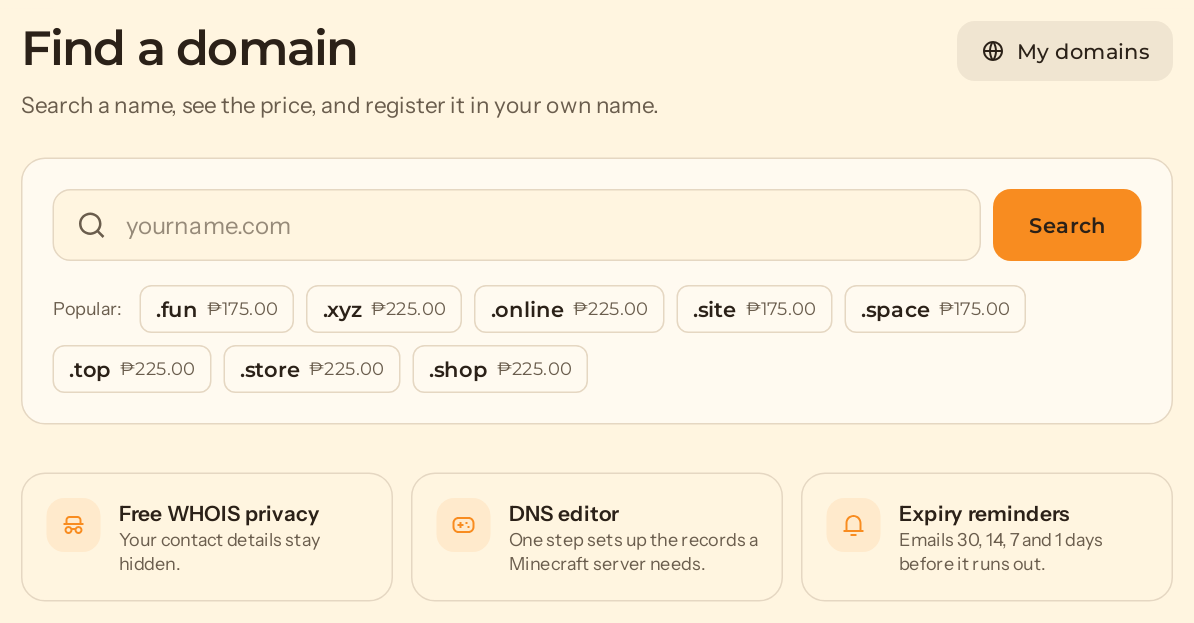 Find a domain
My domains
Search a name, see the price, and register it in your own name.
yourname.com
Search
Popular: .fun ₱175.00 .xyz ₱225.00 .online ₱225.00 .site ₱175.00 .space ₱175.00
.top ₱225.00 .store ₱225.00 .shop ₱225.00
Free WHOIS privacy
Your contact details stay
hidden.
DNS editor
One step sets up the records a
Minecraft server needs.
Expiry reminders
Emails 30, 14, 7 and 1 days
before it runs out.